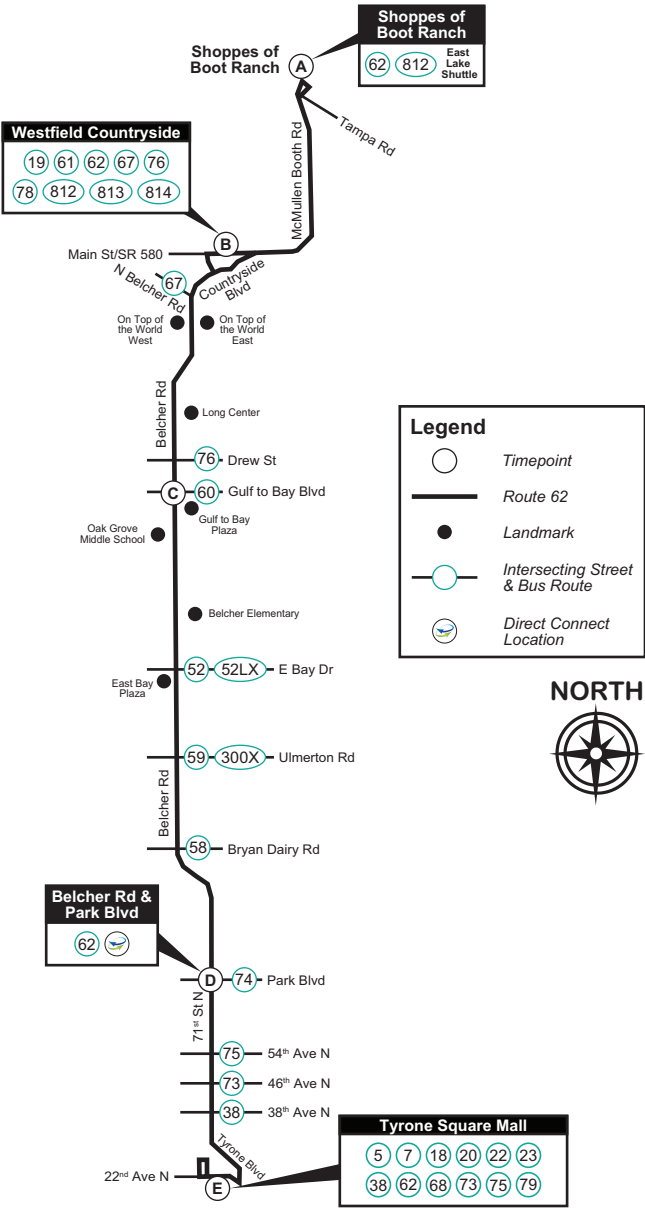 Shoppes of
Boot Ranch
62 812 East
Lake
Shuttle
Shoppes of
Boot Ranch
A
Tampa Rd
McMullen Booth Rd
Westfield Countryside
19 61 62 67 76
78 812 813 814
B
Main St/SR 580
Countryside
Blvd
67
N Belcher Rd
On Top of
the World
West
On Top of
the World
East
Belcher Rd
Long Center
76 Drew St
C 60 Gulf to Bay Blvd
Gulf to Bay
Plaza
Oak Grove
Middle School
Belcher Elementary
52 52LX E Bay Dr
East Bay
Plaza
59 300X Ulmerton Rd
Belcher Rd
58 Bryan Dairy Rd
Belcher Rd &
Park Blvd
62
D 74 Park Blvd
71st St N
75 54th Ave N
73 46th Ave N
38 38th Ave N
Tyrone Blvd
22nd Ave N
E
Tyrone Square Mall
5 7 18 20 22 23
38 62 68 73 75 79
Legend
Timepoint
Route 62
Landmark
Intersecting Street
& Bus Route
Direct Connect
Location
NORTH